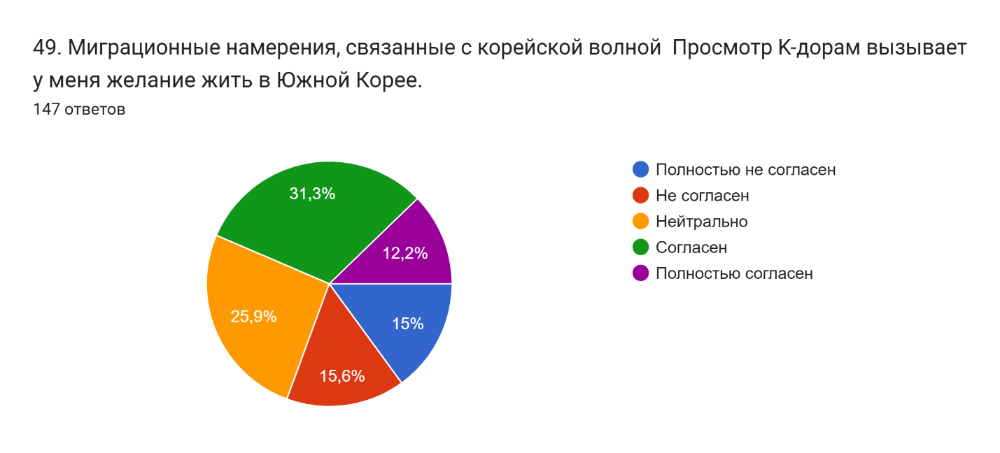 49. Миграционные намерения, связанные с корейской волной  Просмотр К-дорам вызывает
у меня желание жить в Южной Корее.
147 ответов
31,3%
12,2%
25,9%
15%
15,6%
Полностью не согласен
Не согласен
Нейтрально
Согласен
Полностью согласен